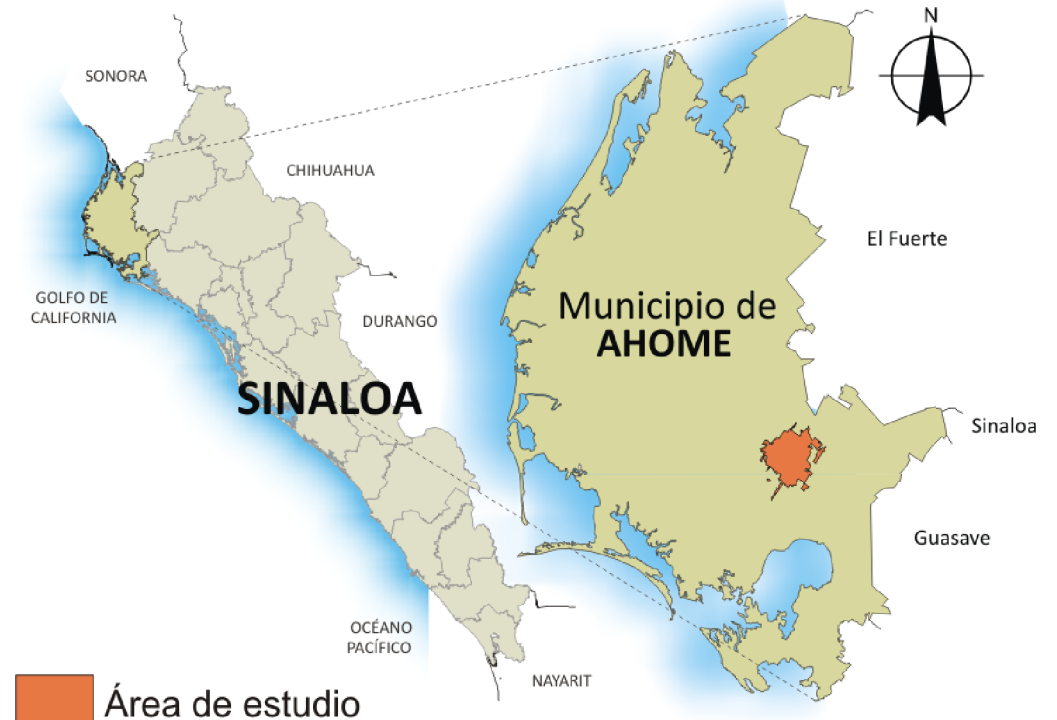 N
SONORA
CHIHUAHUA
El Fuerte
GOLFO DE
CALIFORNIA
DURANGO
Municipio de
AHOME
SINALOA
Sinaloa
Guasave
OCÉANO
PACÍFICO
NAYARIT
Área de estudio